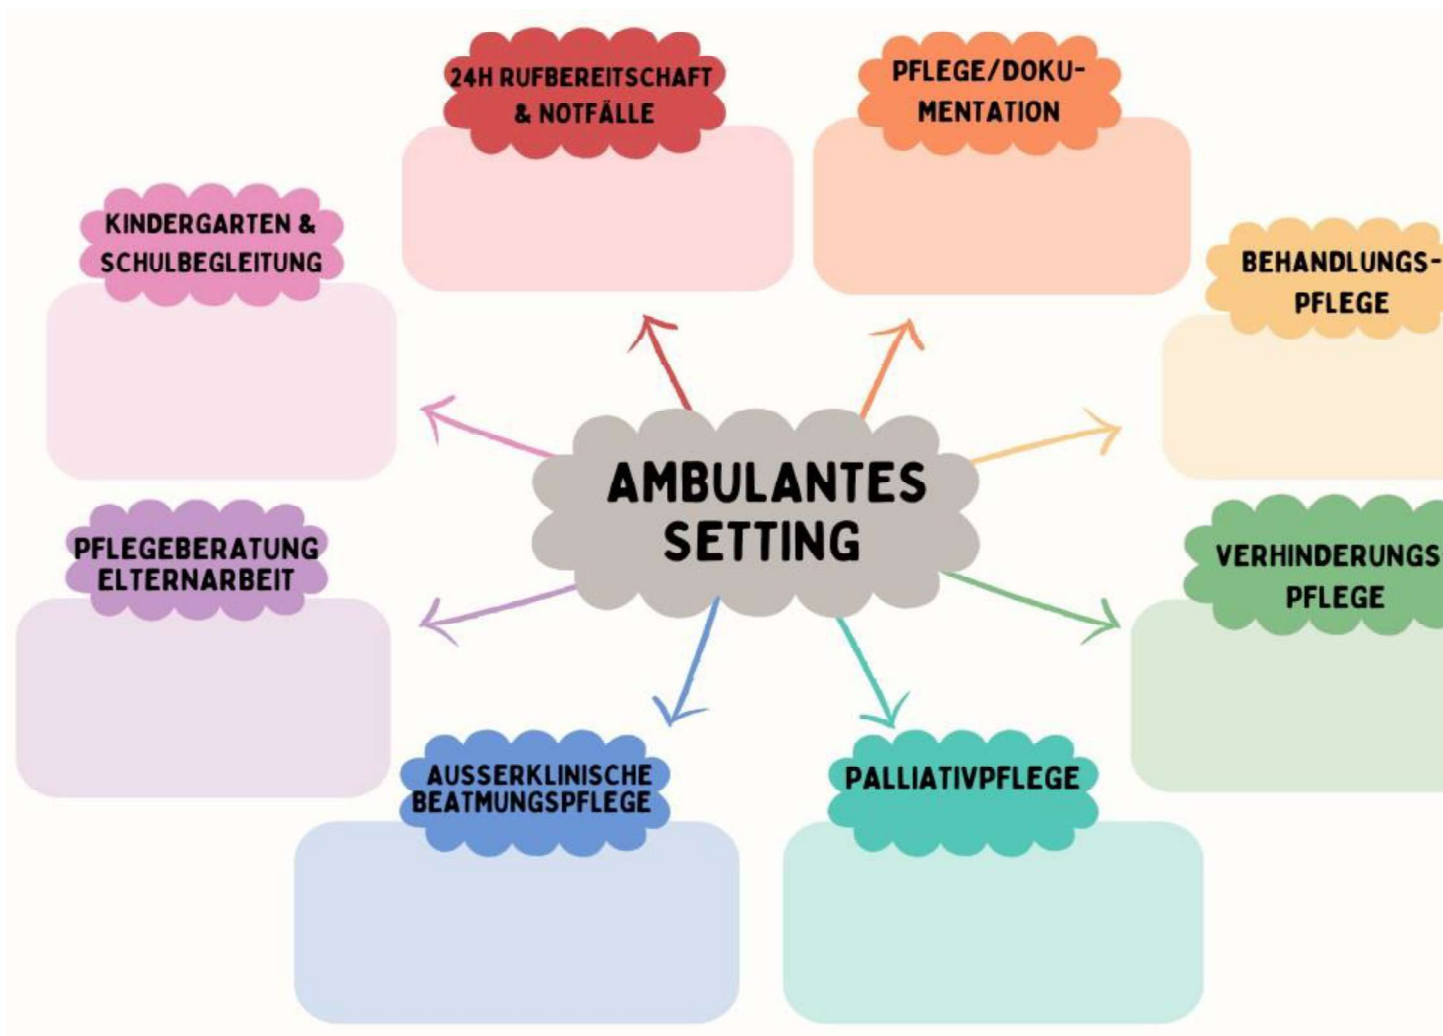 24H RUFBEREITSCHAFT
& NOTFÄLLE
PFLEGE/DOKU-
MENTATION
KINDERGARTEN &
SCHULBEGLEITUNG
BEHANDLUNGS-
PFLEGE
AMBULANTES
SETTING
PFLEGEBERATUNG
ELTERNARBEIT
VERHINDERUNGS
PFLEGE
AUSSERKLINISCHE
BEATMUNGSPFLEGE
PALLIATIVPFLEGE